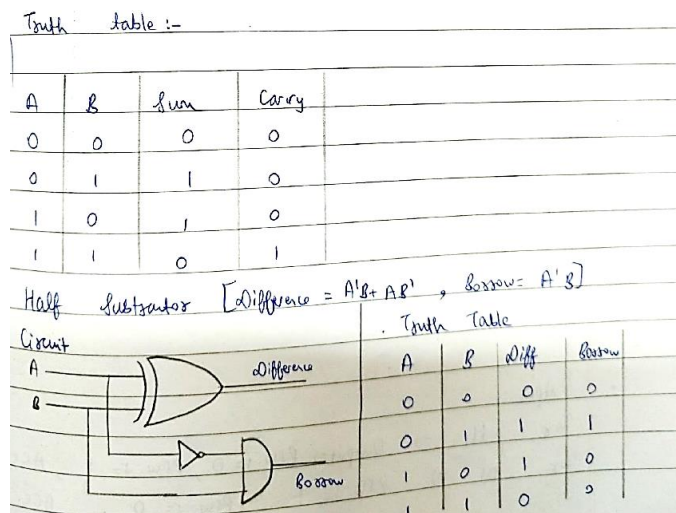 Truth table :-
A B Sum Carry
0 0 0 0
0 1 1 0
1 0 1 0
1 1 0 1
Half Subtractor [Difference = A'B + AB' , Borrow = A'B]
Circuit
A
B
Difference
Borrow
Truth Table
A B Diff Borrow
0 0 0 0
0 1 1 1
1 0 1 0
1 1 0 0